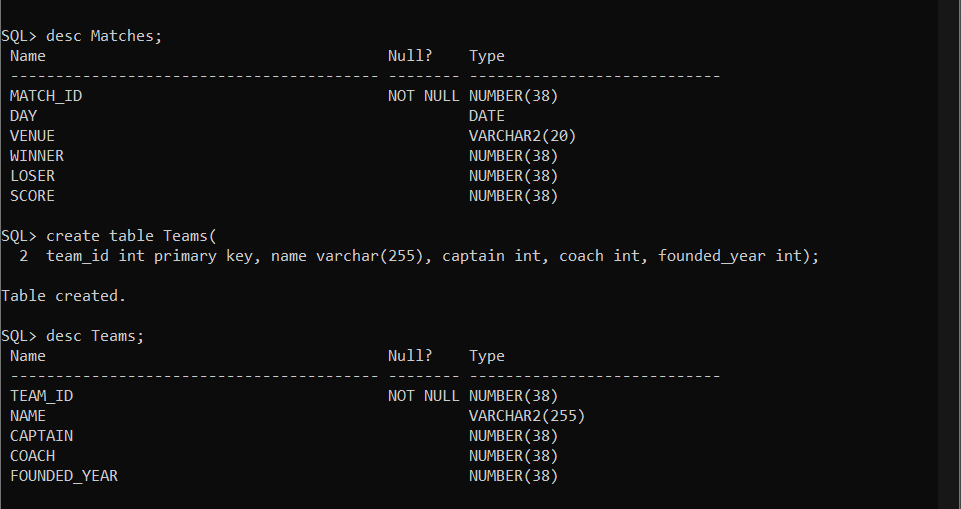 SQL> desc Matches;
 Name                                      Null?    Type
 ----------------------------------------- -------- ----------------------------
 MATCH_ID                                  NOT NULL NUMBER(38)
 DAY                                                DATE
 VENUE                                              VARCHAR2(20)
 WINNER                                             NUMBER(38)
 LOSER                                              NUMBER(38)
 SCORE                                              NUMBER(38)
SQL> create table Teams(
  2  team_id int primary key, name varchar(255), captain int, coach int, founded_year int);
Table created.
SQL> desc Teams;
 Name                                      Null?    Type
 ----------------------------------------- -------- ----------------------------
 TEAM_ID                                   NOT NULL NUMBER(38)
 NAME                                               VARCHAR2(255)
 CAPTAIN                                            NUMBER(38)
 COACH                                              NUMBER(38)
 FOUNDED_YEAR                                       NUMBER(38)